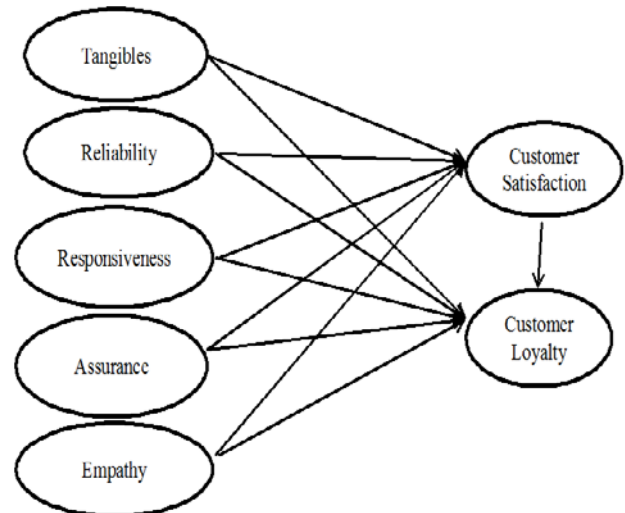 Tangibles
Reliability
Responsiveness
Assurance
Empathy
Customer
Satisfaction
Customer
Loyalty